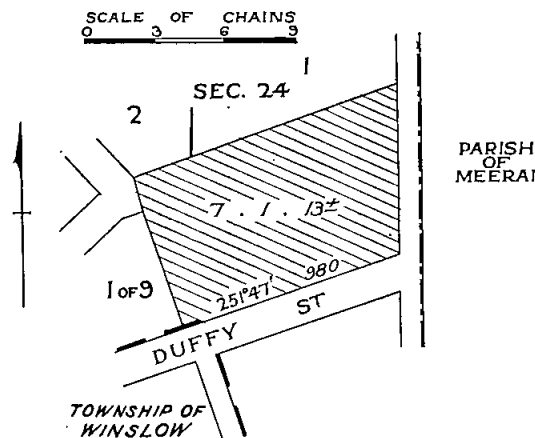 SCALE OF CHAINS
0 3 6 9
1
SEC. 24
2
PARISH
OF
MEERAN
7 . 1 . 13±
1 OF 9
251°47' 980
DUFFY ST
TOWNSHIP OF
WINSLOW